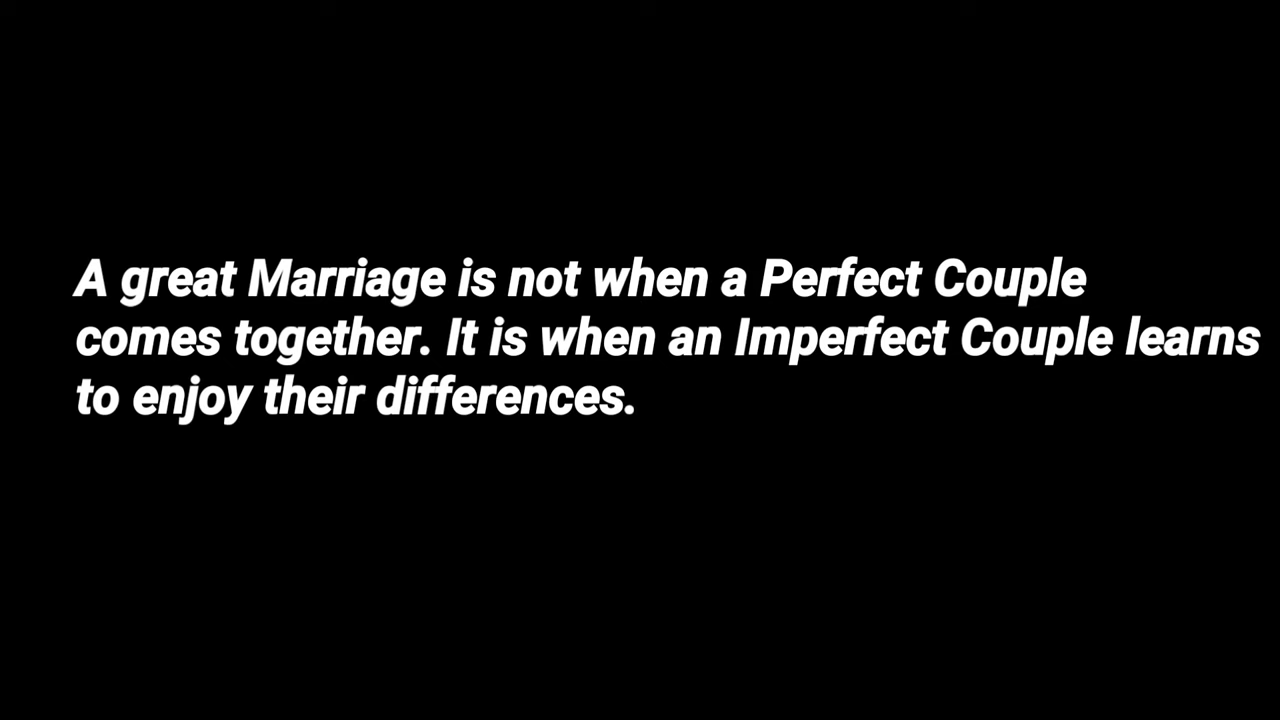 A great Marriage is not when a Perfect Couple
comes together. It is when an Imperfect Couple learns
to enjoy their differences.